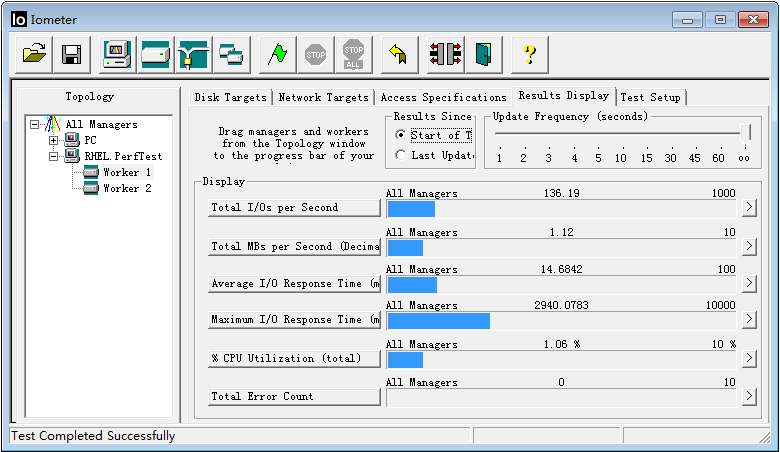 Io Iometer
STOP
STOP
ALL
?
Topology
All Managers
PC
RHEL.PerfTest
Worker 1
Worker 2
Disk Targets
Network Targets
Access Specifications
Results Display
Test Setup
Drag managers and workers
from the Topology window
to the progress bar of your
Results Since
Start of T
Last Update
Update Frequency (seconds)
1 2 3 4 5 10 15 30 45 60 oo
Display
All Managers 136.19 1000
Total I/Os per Second
>
All Managers 1.12 10
Total MBs per Second (Decima
>
All Managers 14.6842 100
Average I/O Response Time (m
>
All Managers 2940.0783 10000
Maximum I/O Response Time (m
>
All Managers 1.06 % 10 %
% CPU Utilization (total)
>
All Managers 0 10
Total Error Count
>
Test Completed Successfully